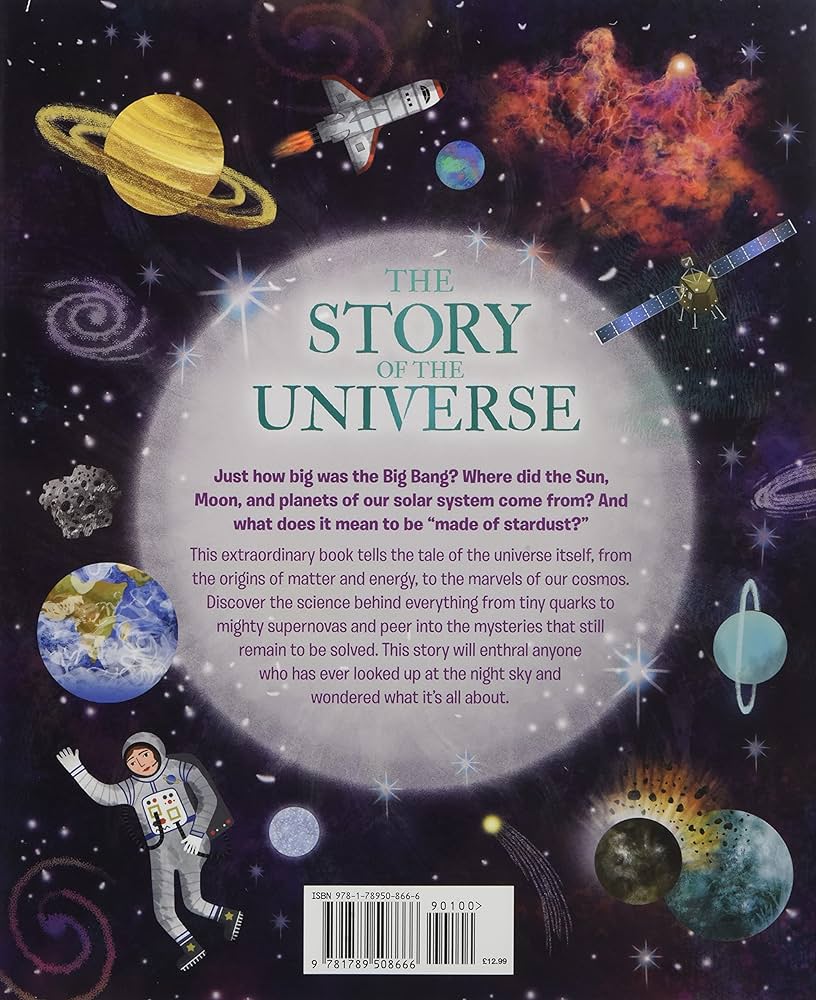 THE
STORY
OF THE
UNIVERSE
Just how big was the Big Bang? Where did the Sun,
Moon, and planets of our solar system come from? And
what does it mean to be “made of stardust?”
This extraordinary book tells the tale of the universe itself, from
the origins of matter and energy, to the marvels of our cosmos.
Discover the science behind everything from tiny quarks to
mighty supernovas and peer into the mysteries that still
remain to be solved. This story will enthral anyone
who has ever looked up at the night sky and
wondered what it’s all about.
ISBN 978-1-78950-866-6
90100>
9 781789 508666
£12.99